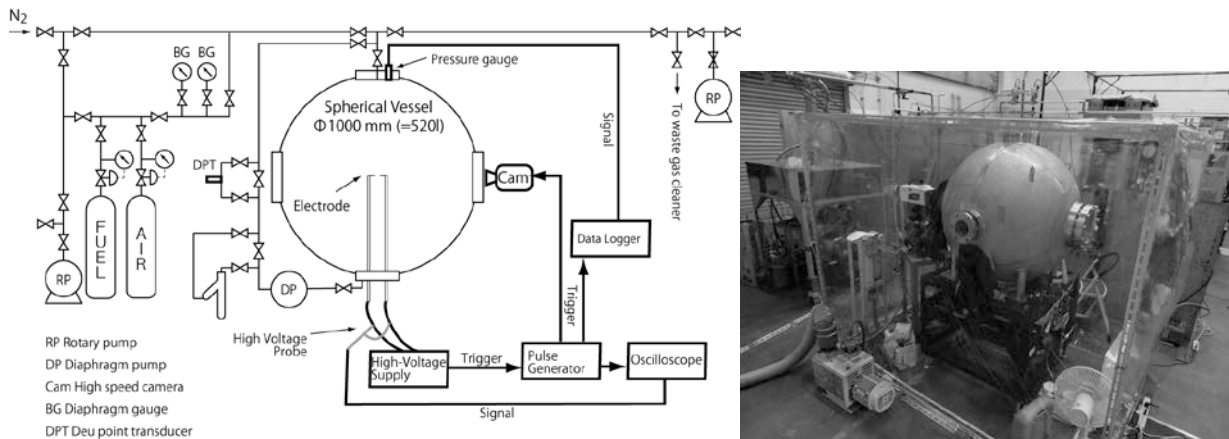 N2
BG BG
Pressure gauge
Spherical Vessel
Φ1000 mm (=520l)
RP
To waste gas cleaner
Signal
DPT
Cam
Electrode
FUEL
AIR
Data Logger
RP
DP
Trigger
High Voltage
Probe
RP Rotary pump
DP Diaphragm pump
Cam High speed camera
BG Diaphragm gauge
DPT Deu point transducer
High-Voltage
Supply
Trigger
Pulse
Generator
Oscilloscope
Signal